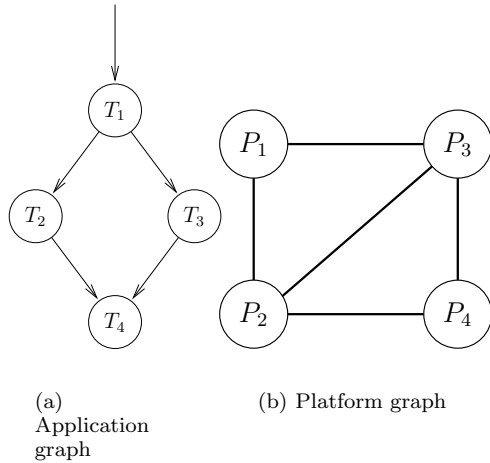 T1
P1
P3
T2
T3
T4
P2
P4
(a)
Application
graph
(b) Platform graph